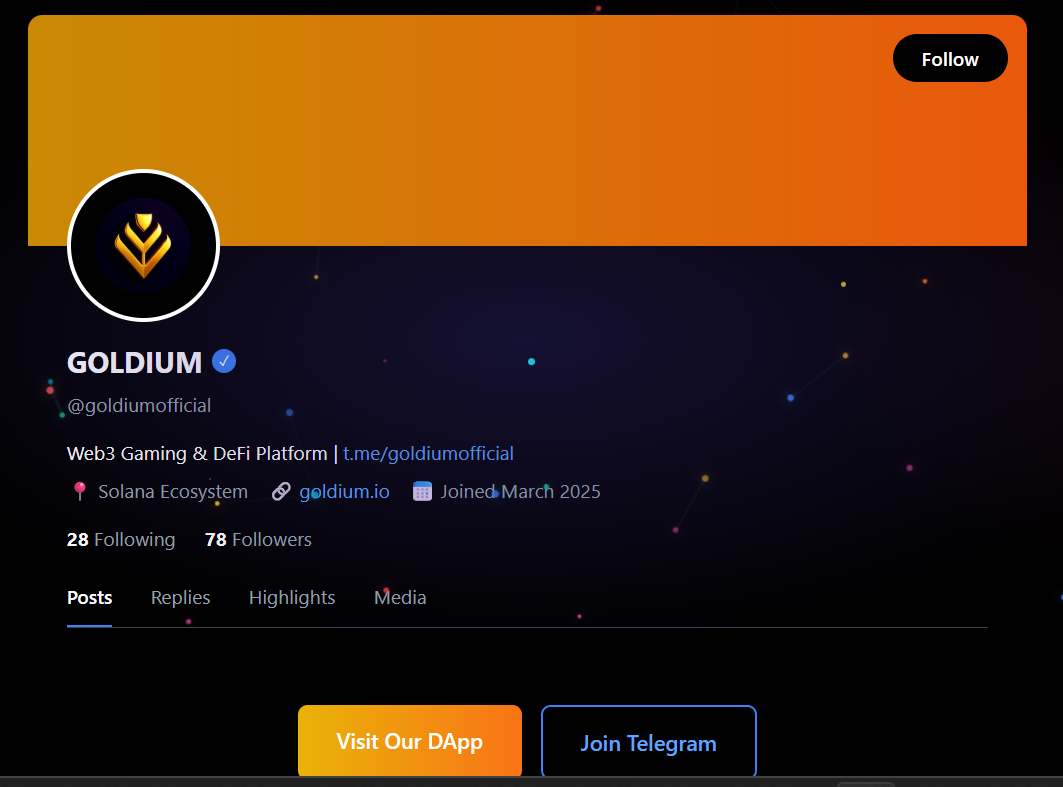 Follow
GOLDIUM
@goldiumofficial
Web3 Gaming & DeFi Platform | t.me/goldiumofficial
Solana Ecosystem goldium.io Joined March 2025
28 Following 78 Followers
Posts Replies Highlights Media
Visit Our DApp Join Telegram